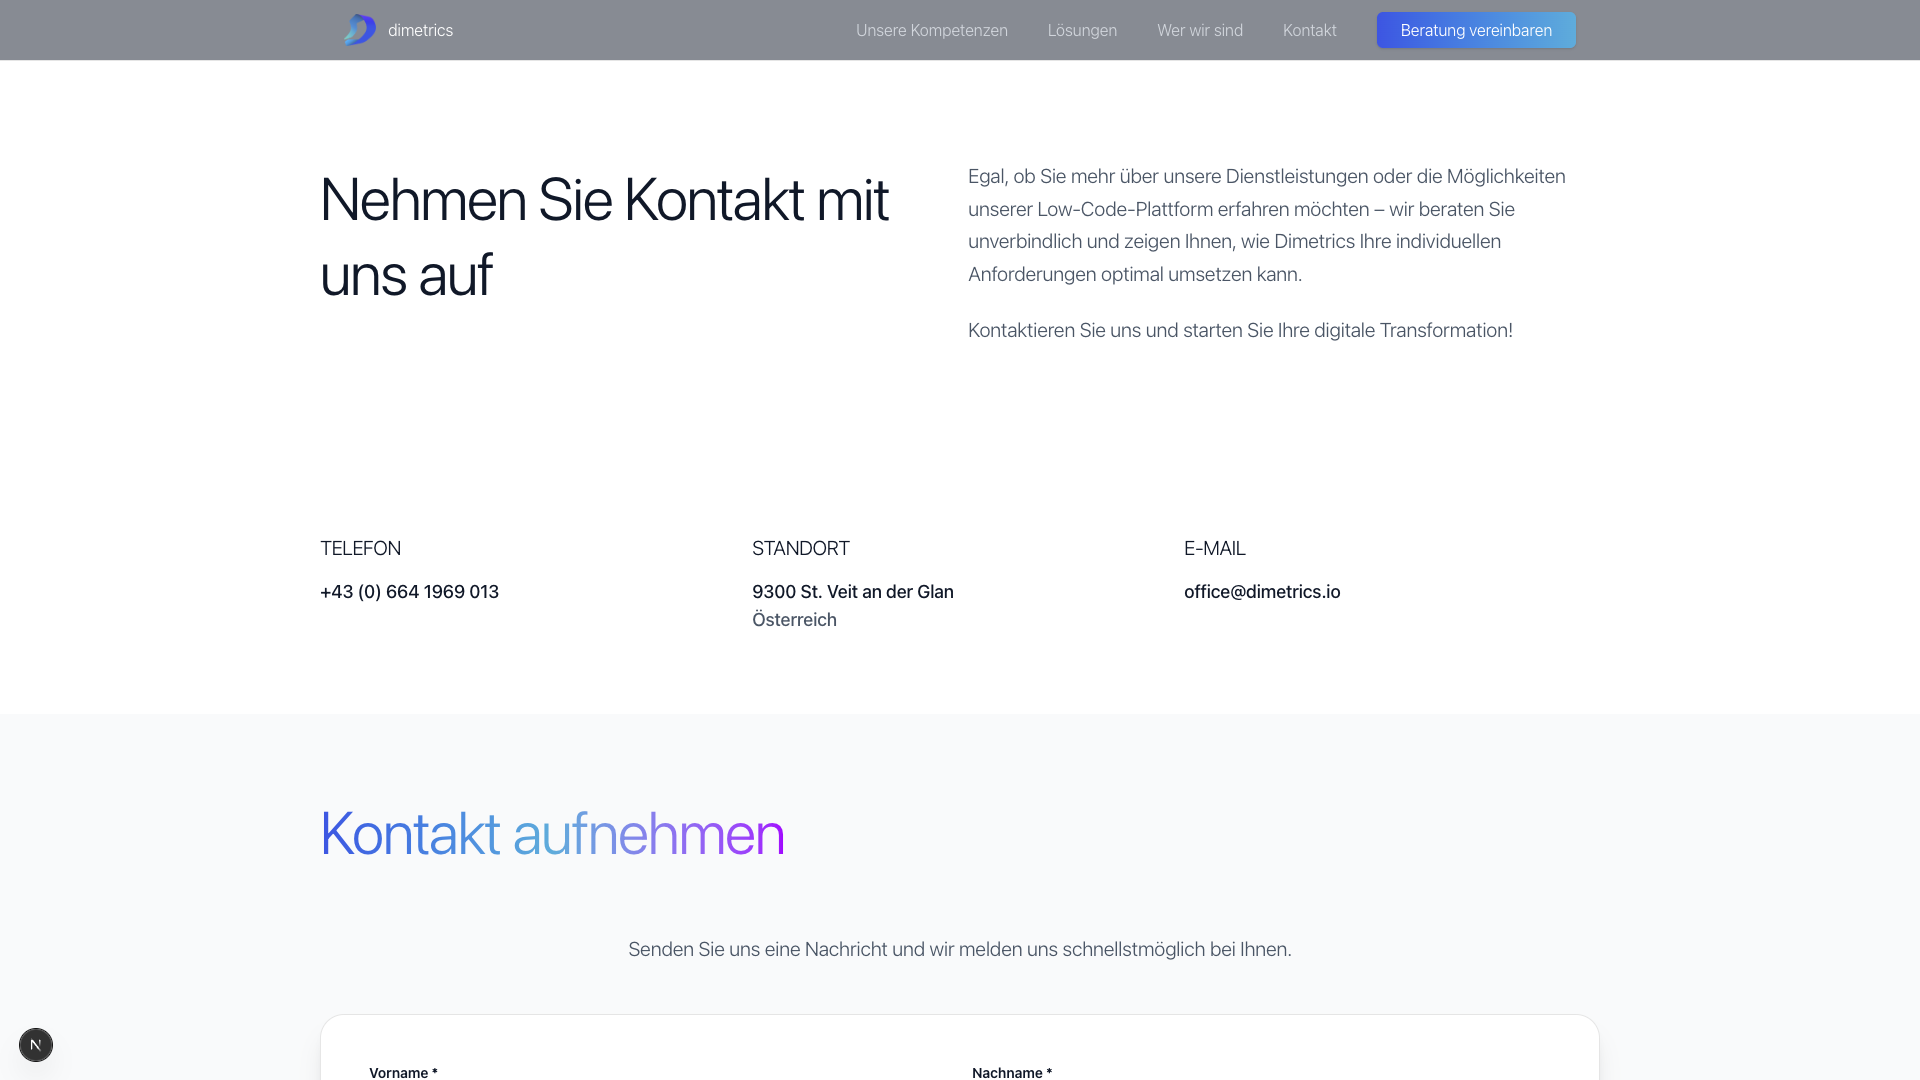 dimetrics
Unsere Kompetenzen
Lösungen
Wer wir sind
Kontakt
Beratung vereinbaren
Nehmen Sie Kontakt mit
uns auf
Egal, ob Sie mehr über unsere Dienstleistungen oder die Möglichkeiten
unserer Low-Code-Plattform erfahren möchten – wir beraten Sie
unverbindlich und zeigen Ihnen, wie Dimetrics Ihre individuellen
Anforderungen optimal umsetzen kann.
Kontaktieren Sie uns und starten Sie Ihre digitale Transformation!
TELEFON
+43 (0) 664 1969 013
STANDORT
9300 St. Veit an der Glan
Österreich
E-MAIL
office@dimetrics.io
Kontakt aufnehmen
Senden Sie uns eine Nachricht und wir melden uns schnellstmöglich bei Ihnen.
Vorname *
Nachname *
N